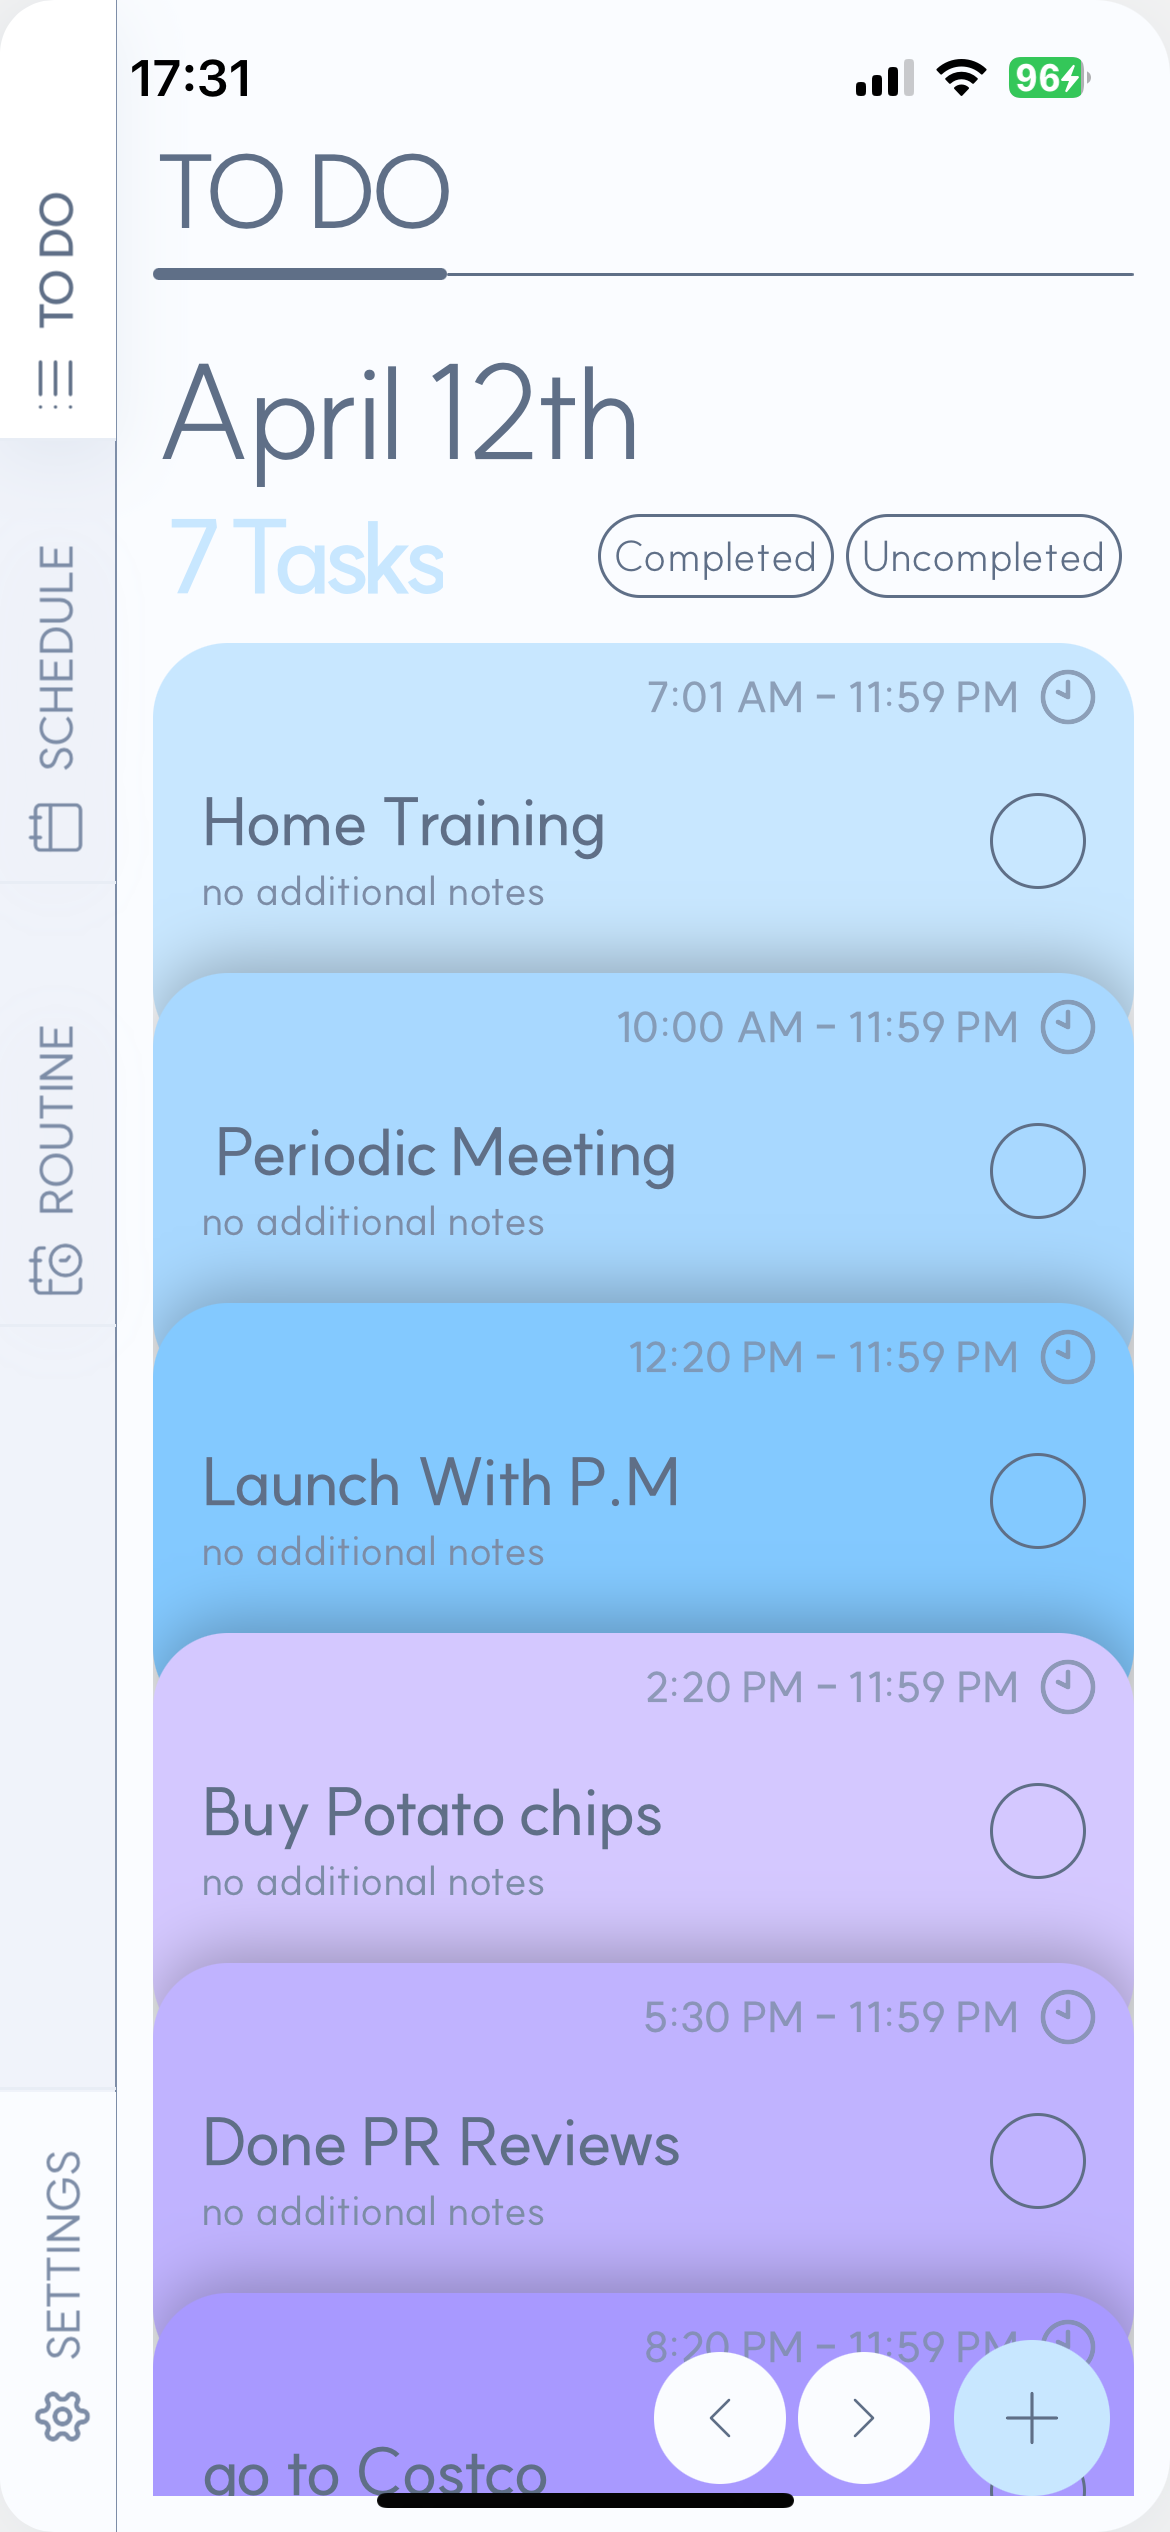 17:31
96
TO DO
TO DO
April 12th
7 Tasks
Completed
Uncompleted
SCHEDULE
ROUTINE
SETTINGS
7:01 AM - 11:59 PM
Home Training
no additional notes
10:00 AM - 11:59 PM
Periodic Meeting
no additional notes
12:20 PM - 11:59 PM
Launch With P.M
no additional notes
2:20 PM - 11:59 PM
Buy Potato chips
no additional notes
5:30 PM - 11:59 PM
Done PR Reviews
no additional notes
8:20 PM - 11:59 PM
go to Costco